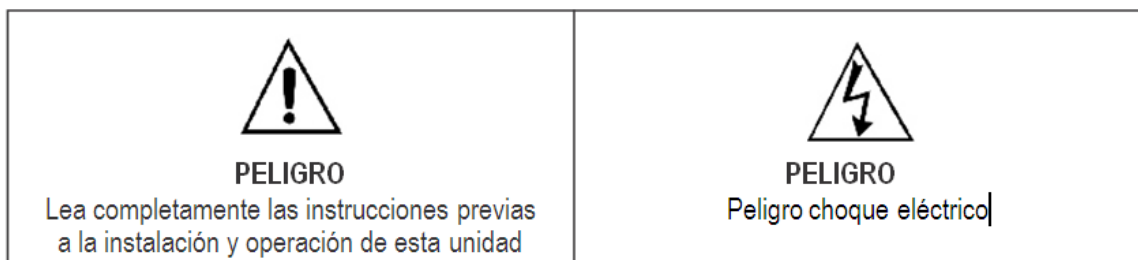 PELIGRO
Lea completamente las instrucciones previas
a la instalación y operación de esta unidad
PELIGRO
Peligro choque eléctrico